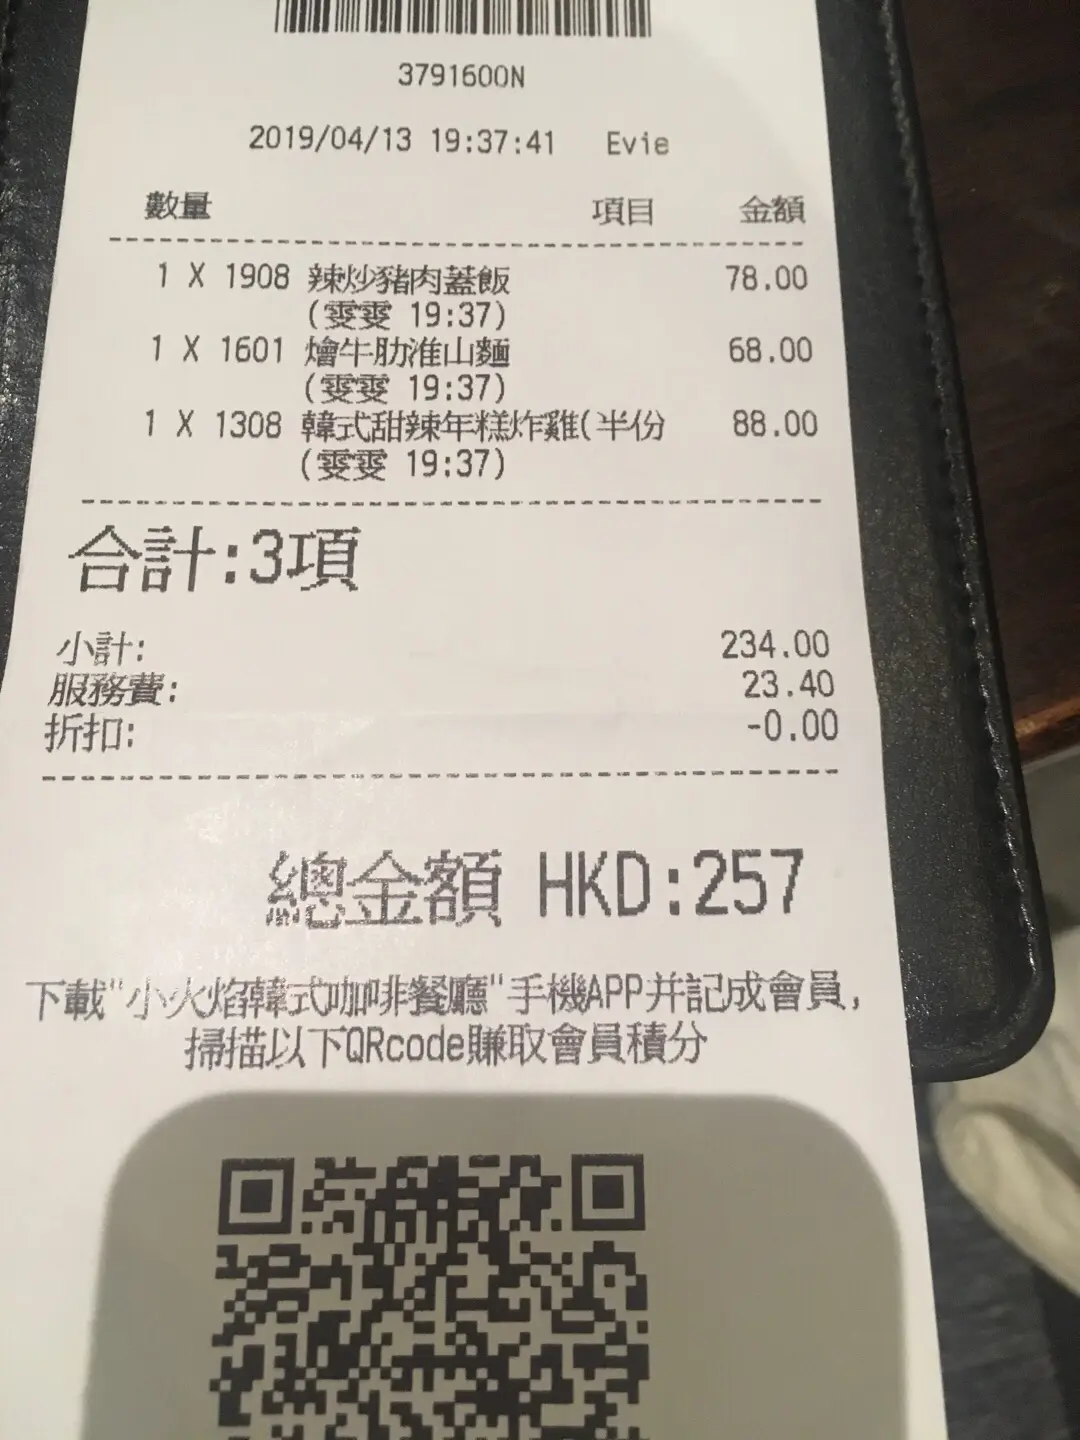 3791600N
2019/04/13 19:37:41 Evie
數量 項目 金額
1 X 1908 辣炒豬肉蓋飯 78.00
(雯雯 19:37)
1 X 1601 燴牛肋淮山麵 68.00
(雯雯 19:37)
1 X 1308 韓式甜辣年糕炸雞(半份 88.00
(雯雯 19:37)
合計:3項
小計: 234.00
服務費: 23.40
折扣: -0.00
總金額 HKD:257
下載"小火焰韓式咖啡餐廳"手機APP并記成會員,
掃描以下QRcode賺取會員積分